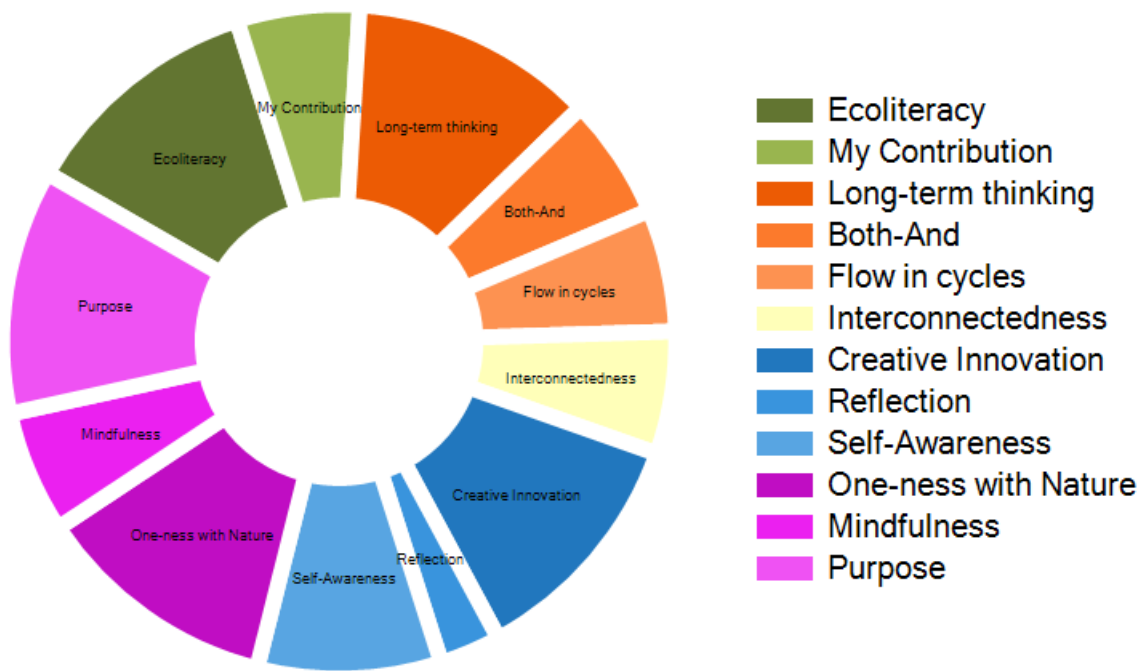 My Contribution
Long-term thinking
Ecoliteracy
Both-And
Flow in cycles
Purpose
Interconnectedness
Mindfulness
Creative Innovation
One-ness with Nature
Reflection
Self-Awareness
Ecoliteracy
My Contribution
Long-term thinking
Both-And
Flow in cycles
Interconnectedness
Creative Innovation
Reflection
Self-Awareness
One-ness with Nature
Mindfulness
Purpose